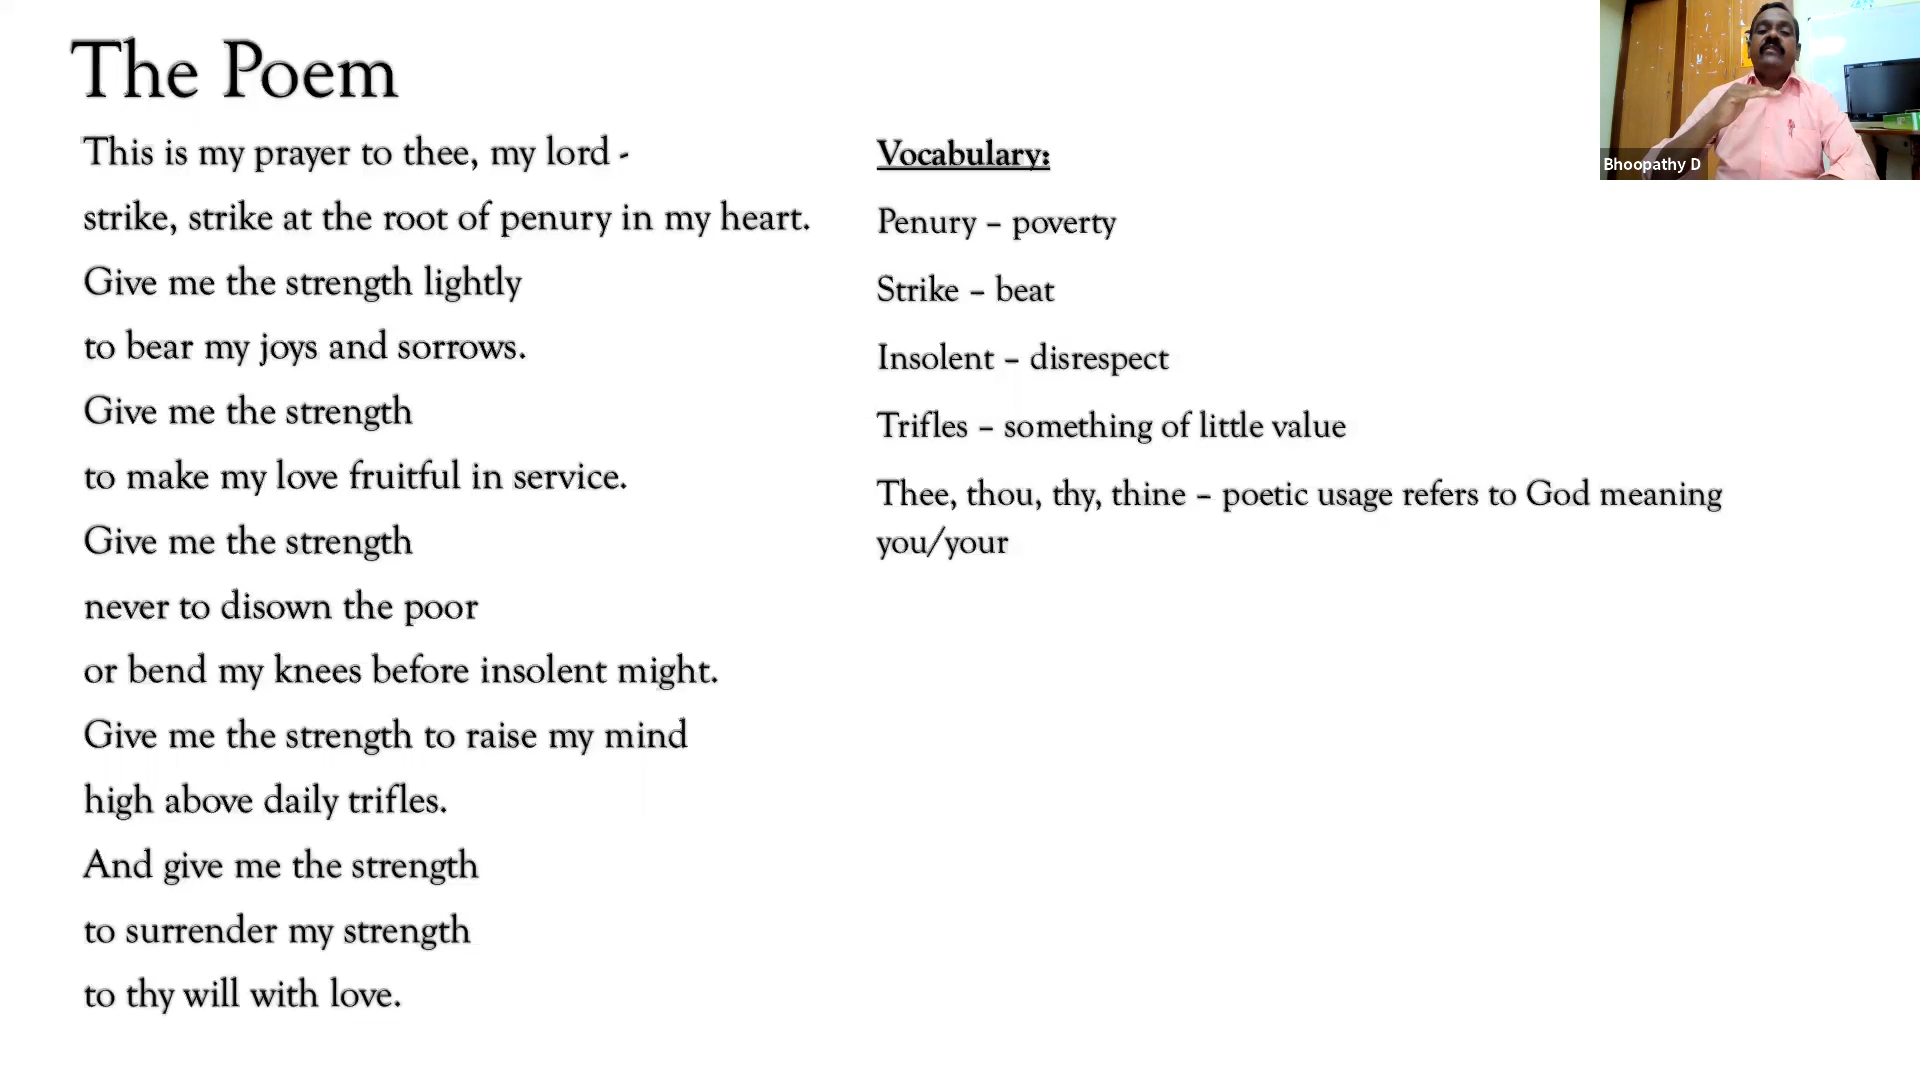 The Poem
This is my prayer to thee, my lord -
strike, strike at the root of penury in my heart.
Give me the strength lightly
to bear my joys and sorrows.
Give me the strength
to make my love fruitful in service.
Give me the strength
never to disown the poor
or bend my knees before insolent might.
Give me the strength to raise my mind
high above daily trifles.
And give me the strength
to surrender my strength
to thy will with love.
Vocabulary:
Penury – poverty
Strike – beat
Insolent – disrespect
Trifles – something of little value
Thee, thou, thy, thine – poetic usage refers to God meaning
you/your
Bhoopathy D